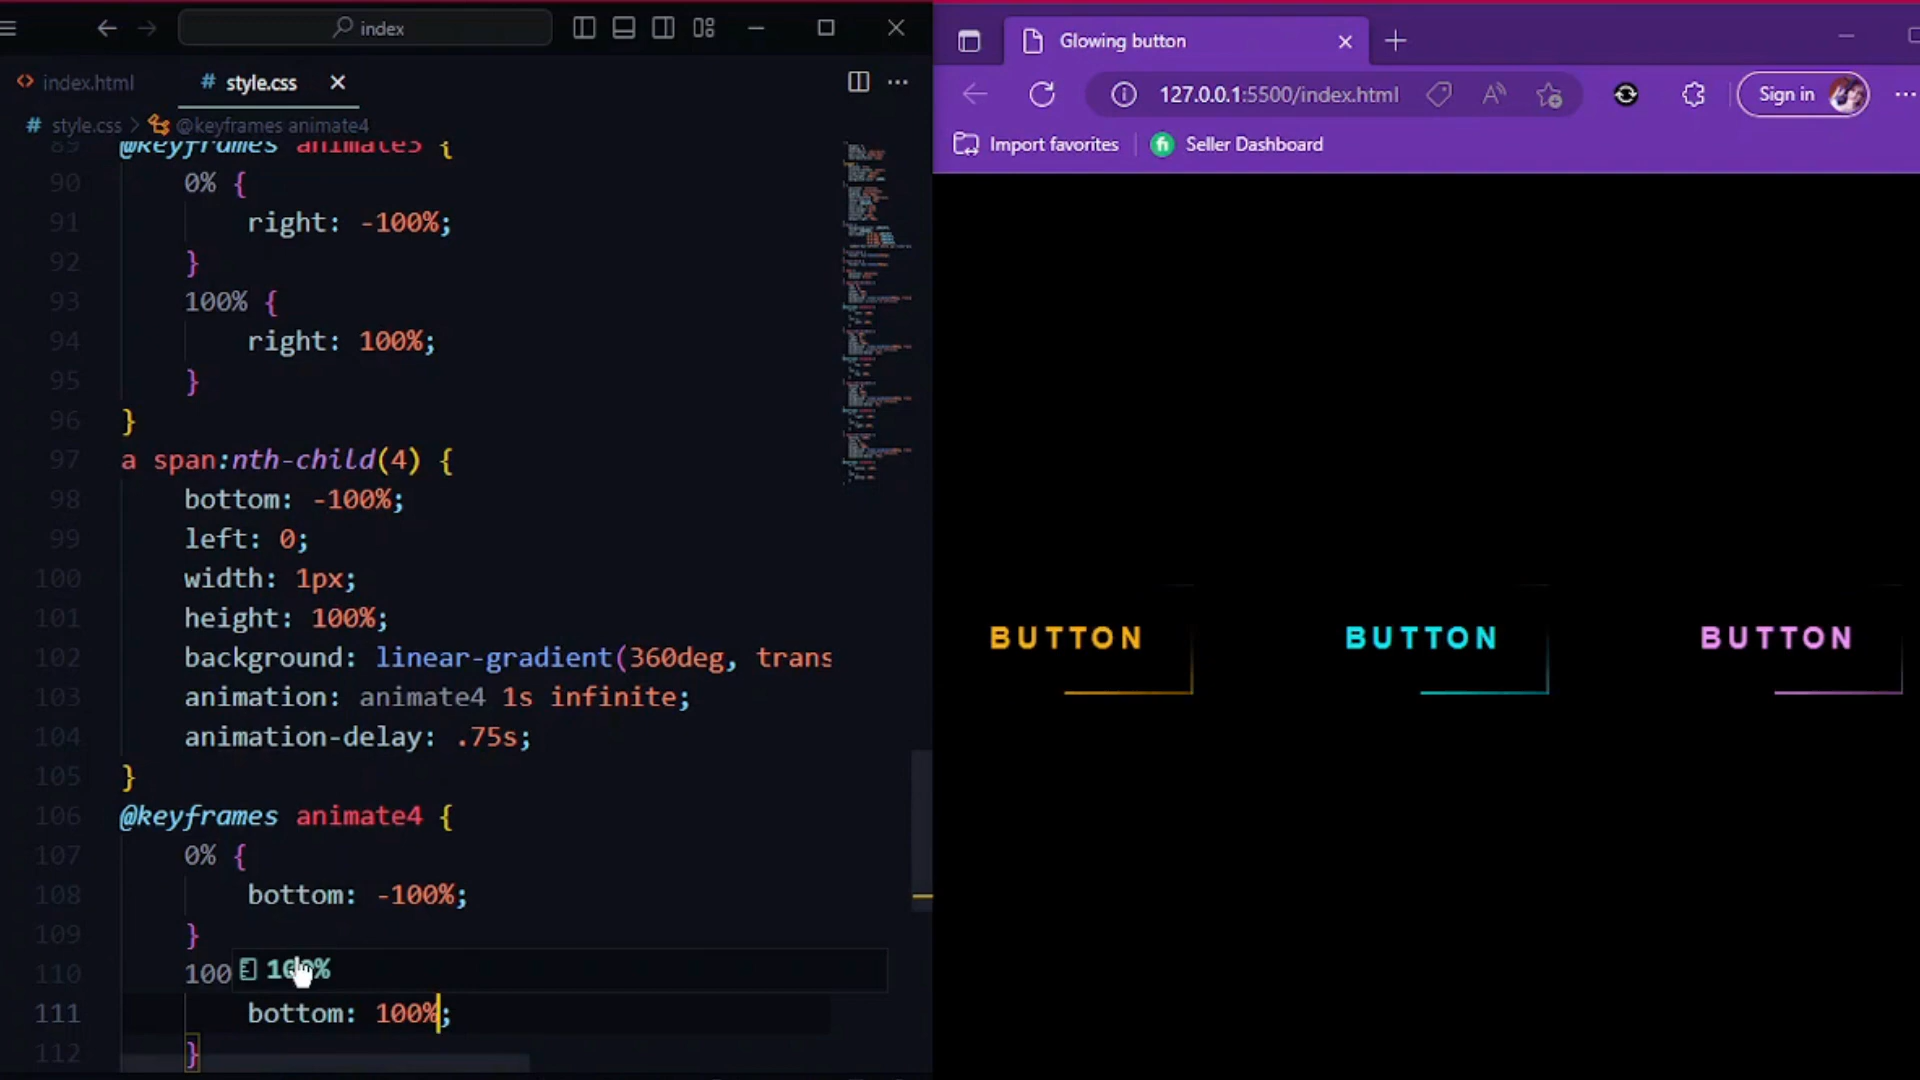 index
index.html
# style.css
# style.css > @keyframes animate4
89 @keyframes animate3 {
90 0% {
91 right: -100%;
92 }
93 100% {
94 right: 100%;
95 }
96 }
97 a span:nth-child(4) {
98 bottom: -100%;
99 left: 0;
100 width: 1px;
101 height: 100%;
102 background: linear-gradient(360deg, trans
103 animation: animate4 1s infinite;
104 animation-delay: .75s;
105 }
106 @keyframes animate4 {
107 0% {
108 bottom: -100%;
109 }
110 100
100%
111 bottom: 100%;
112 }
Glowing button
127.0.0.1:5500/index.html
Sign in
Import favorites
fi Seller Dashboard
BUTTON
BUTTON
BUTTON